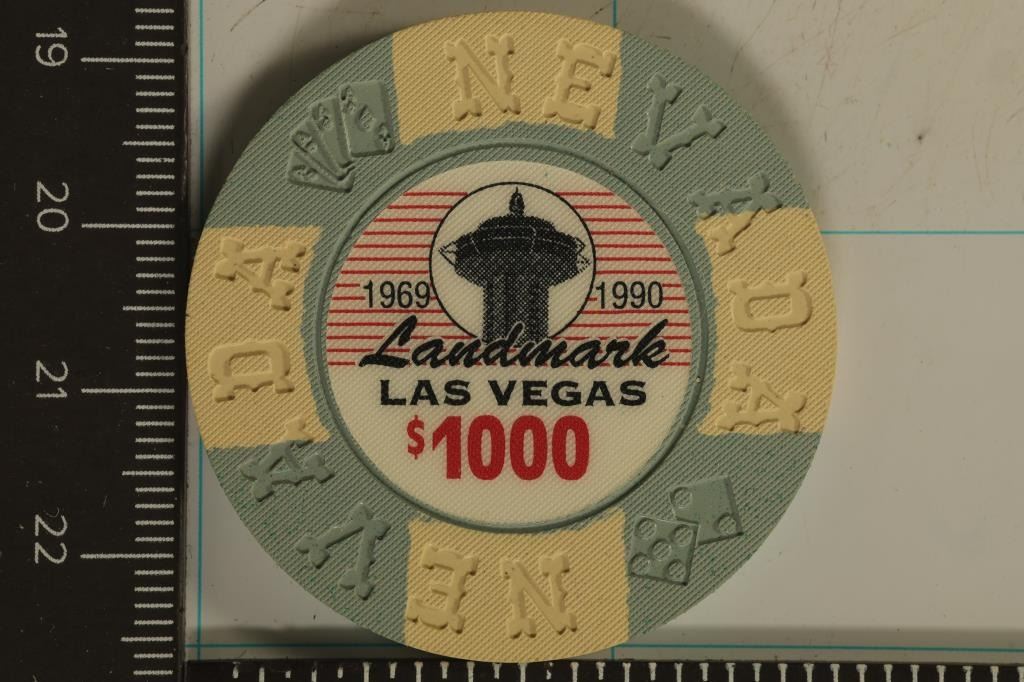 NEVADA
1969 1990
Landmark
LAS VEGAS
$1000
NEVADA
19
20
21
22